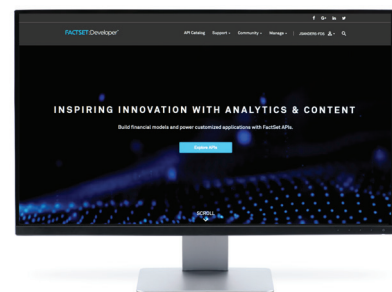 f G+ in
FACTSET Developer
API Catalog Support Community Manage
INSPIRING INNOVATION WITH ANALYTICS & CONTENT
Build financial models and power customized applications with FactSet APIs.
Explore APIs
SCROLL